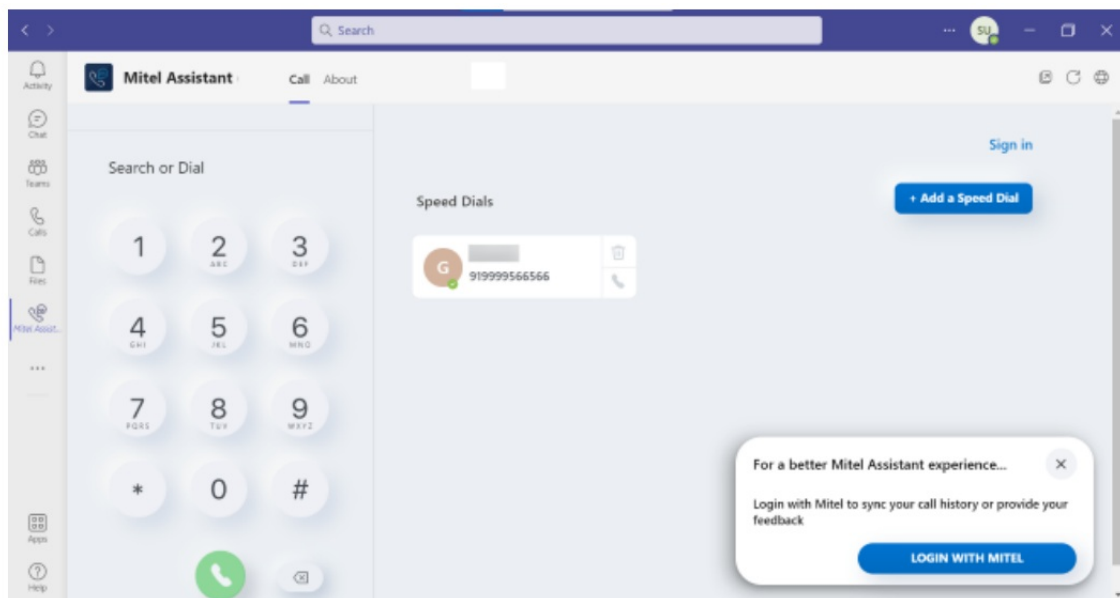 Search
SU
Activity
Chat
Teams
Calls
Files
Mitel Assist...
Apps
Help
Mitel Assistant
Call About
Search or Dial
1 2 3
ABC DEF
4 5 6
GHI JKL MNO
7 8 9
PQRS TUV WXYZ
* 0 #
Sign in
Speed Dials
+ Add a Speed Dial
G
919999566566
For a better Mitel Assistant experience...
Login with Mitel to sync your call history or provide your
feedback
LOGIN WITH MITEL